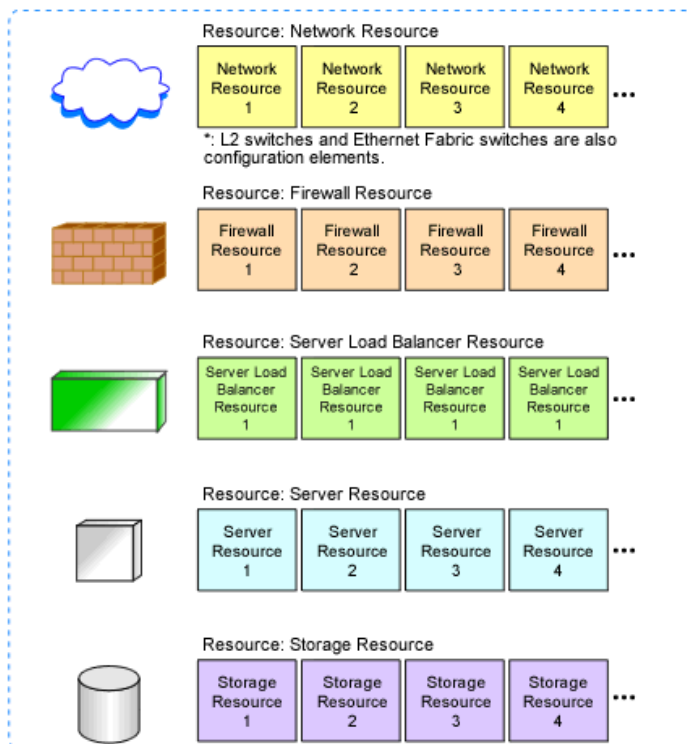 Resource: Network Resource
Network Resource 1
Network Resource 2
Network Resource 3
Network Resource 4
...
*: L2 switches and Ethernet Fabric switches are also
configuration elements.
Resource: Firewall Resource
Firewall Resource 1
Firewall Resource 2
Firewall Resource 3
Firewall Resource 4
...
Resource: Server Load Balancer Resource
Server Load Balancer Resource 1
Server Load Balancer Resource 1
Server Load Balancer Resource 1
Server Load Balancer Resource 1
...
Resource: Server Resource
Server Resource 1
Server Resource 2
Server Resource 3
Server Resource 4
...
Resource: Storage Resource
Storage Resource 1
Storage Resource 2
Storage Resource 3
Storage Resource 4
...